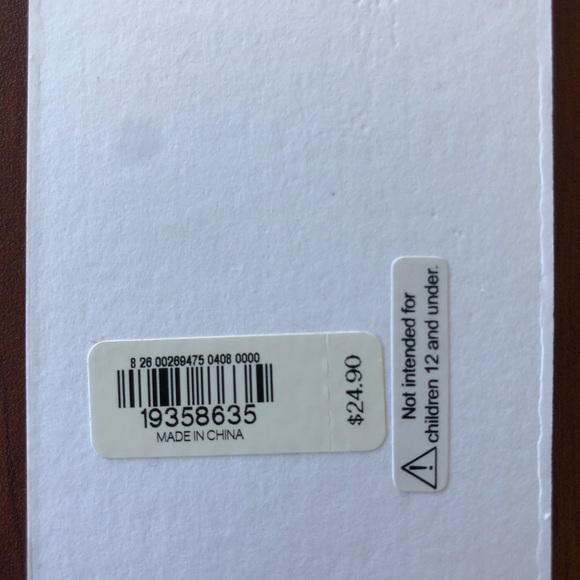 8 26 00269475 0408 0000
19358635
MADE IN CHINA
$24.90
Not intended for
children 12 and under.